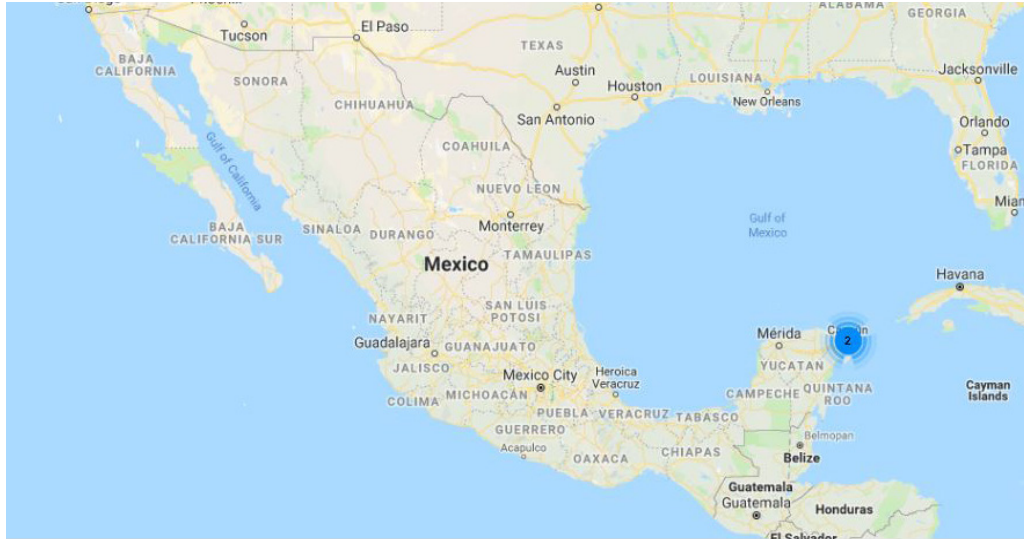 ALABAMA
GEORGIA
Tucson
El Paso
TEXAS
BAJA
CALIFORNIA
SONORA
Austin
Houston
LOUISIANA
Jacksonville
CHIHUAHUA
New Orleans
San Antonio
Orlando
Tampa
FLORIDA
COAHUILA
Gulf of California
NUEVO LEON
Monterrey
Gulf of
Mexico
BAJA
CALIFORNIA SUR
SINALOA
DURANGO
Mexico
TAMAULIPAS
Havana
SAN LUIS
POTOSI
NAYARIT
Mérida
2
Guadalajara
GUANAJUATO
JALISCO
YUCATAN
Mexico City
Heroica
Veracruz
COLIMA
MICHOACÁN
CAMPECHE
QUINTANA
ROO
Cayman
Islands
PUEBLA
VERACRUZ
TABASCO
GUERRERO
Acapulco
Belmopan
OAXACA
CHIAPAS
Belize
Guatemala
Guatemala
Honduras
El Salvador